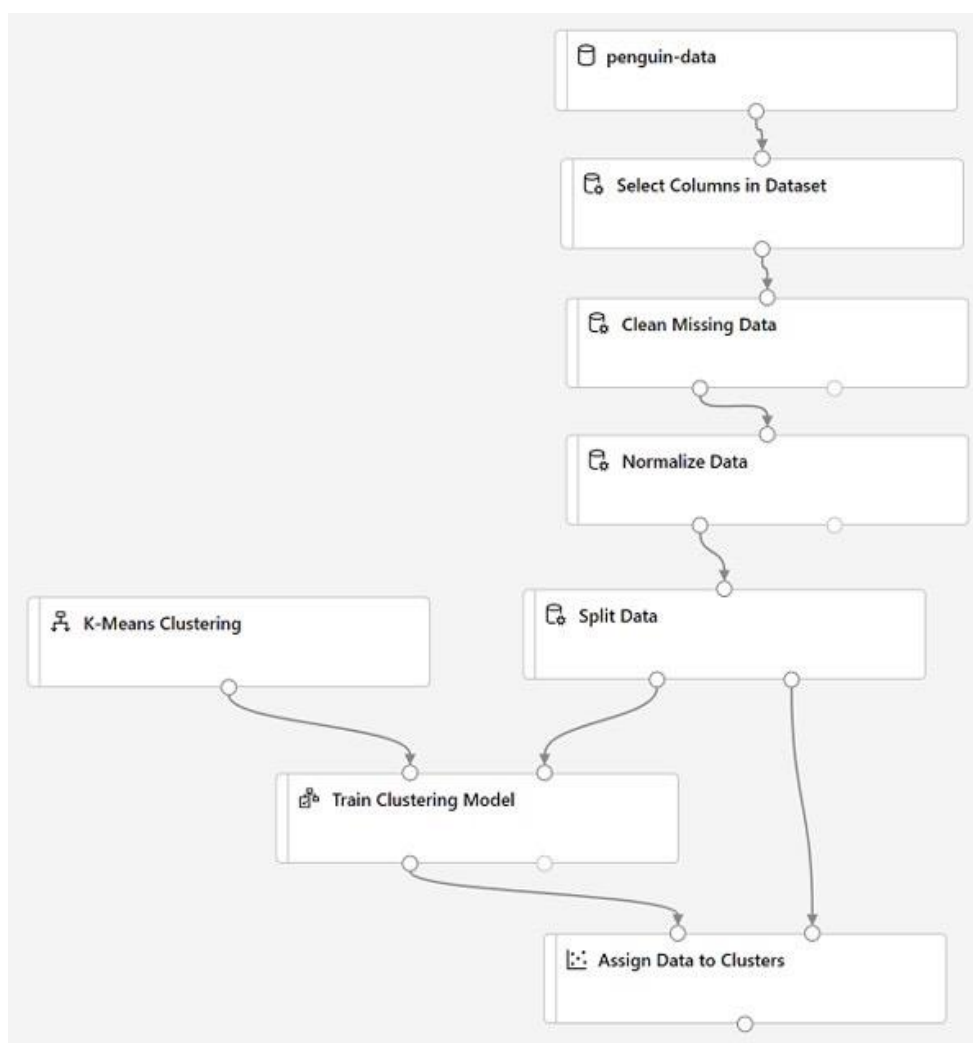 penguin-data
Select Columns in Dataset
Clean Missing Data
Normalize Data
K-Means Clustering
Split Data
Train Clustering Model
Assign Data to Clusters